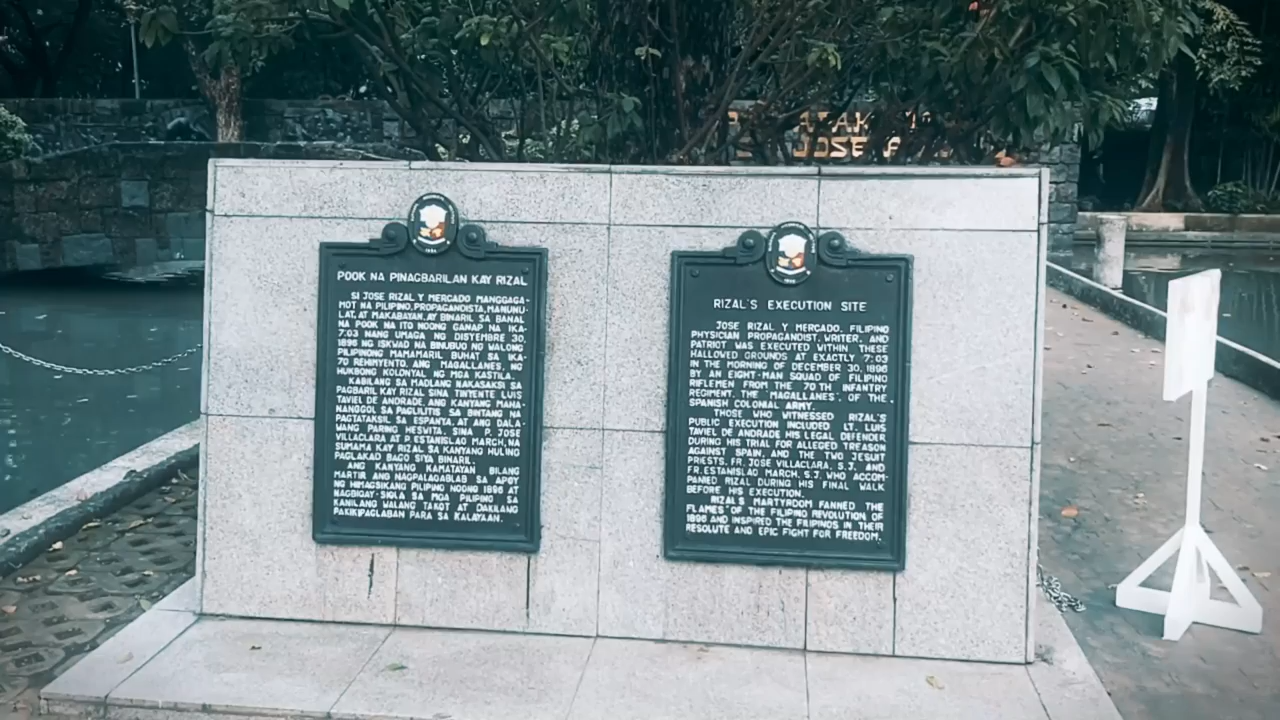 POOK NA PINAGBARILAN KAY RIZAL
SI JOSE RIZAL Y MERCADO MANGGAGA-
MOT NA PILIPINO, PROPAGANDISTA, MANUNU-
LAT, AT MAKABAYAN, AY BINARIL SA BANAL
NA POOK NA ITO NOONG GANAP NA IKA-
7:03 NANG UMAGA NG DISYEMBRE 30,
1896 NG ISKWAD NA BINUBUO NG WALONG
PILIPINONG MAMAMARIL BUHAT SA IKA-
70 REHIMYENTO, ANG MAGALLANES, NG
HUKBONG KOLONYAL NG MGA KASTILA.
KABILANG SA MADLANG NAKASAKSI SA
PAGBARIL KAY RIZAL SINA TINYENTE LUIS
TAVIEL DE ANDRADE, ANG KANYANG MAHA-
NANGGOL SA PAGLILITIS SA BINTANG NA
PAGTATAKSIL SA ESPANYA, AT ANG DALA-
WANG PARING HESWITA, SINA P. JOSE
VILLACLARA AT P. ESTANISLAO MARCH, NA
SUMAMA KAY RIZAL SA KANYANG HULING
PAGLAKAD BAGO SIYA BINARIL.
ANG KANYANG KAMATAYAN BILANG
MARTIR ANG NAGPALAGABLAB SA APOY
NG HIMAGSIKANG PILIPINO NOONG 1896 AT
NAGBIGAY-SIGLA SA MGA PILIPINO SA
KANILANG WALANG TAKOT AT DAKILANG
PAKIKIPAGLABAN PARA SA KALAYAAN.
RIZAL'S EXECUTION SITE
JOSE RIZAL Y MERCADO, FILIPINO
PHYSICIAN PROPAGANDIST, WRITER, AND
PATRIOT WAS EXECUTED WITHIN THESE
HALLOWED GROUNDS AT EXACTLY 7:03
IN THE MORNING OF DECEMBER 30, 1896
BY AN EIGHT-MAN SQUAD OF FILIPINO
RIFLEMEN FROM THE 70TH INFANTRY
REGIMENT, THE "MAGALLANES", OF THE
SPANISH COLONIAL ARMY.
THOSE WHO WITNESSED RIZAL'S
PUBLIC EXECUTION INCLUDED LT. LUIS
TAVIEL DE ANDRADE HIS LEGAL DEFENDER
DURING HIS TRIAL FOR ALLEGED TREASON
AGAINST SPAIN, AND THE TWO JESUIT
PRIESTS, FR. JOSE VILLACLARA, S.J. AND
FR. ESTANISLAO MARCH, S.J. WHO ACCOM-
PANIED RIZAL DURING HIS FINAL WALK
BEFORE HIS EXECUTION.
RIZAL'S MARTYRDOM FANNED THE
FLAMES OF THE FILIPINO REVOLUTION OF
1896 AND INSPIRED THE FILIPINOS IN THEIR
RESOLUTE AND EPIC FIGHT FOR FREEDOM.
JOSE